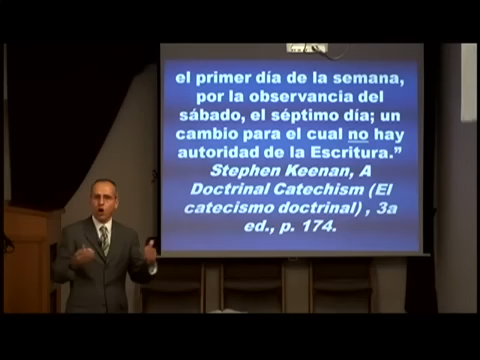 el primer día de la semana,
por la observancia del
sábado, el séptimo día; un
cambio para el cual no hay
autoridad de la Escritura.”
Stephen Keenan, A
Doctrinal Catechism (El
catecismo doctrinal) , 3a
ed., p. 174.